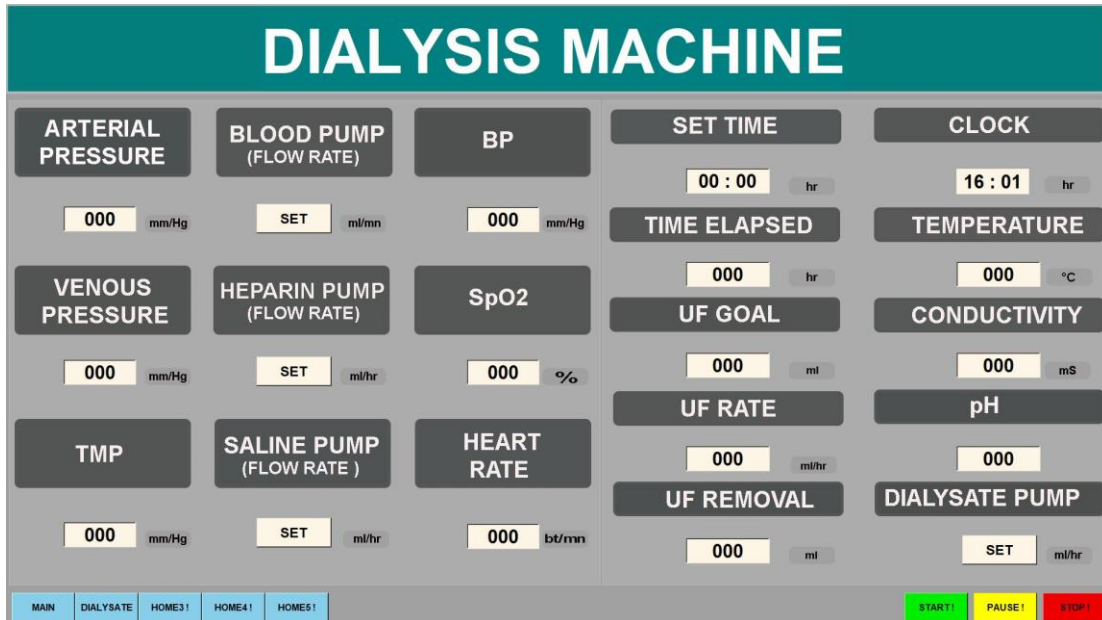 DIALYSIS MACHINE
ARTERIAL
PRESSURE
000 mm/Hg
BLOOD PUMP
(FLOW RATE)
SET ml/mn
BP
000 mm/Hg
VENOUS
PRESSURE
000 mm/Hg
HEPARIN PUMP
(FLOW RATE)
SET ml/hr
SpO2
000 %
TMP
000 mm/Hg
SALINE PUMP
(FLOW RATE )
SET ml/hr
HEART
RATE
000 bt/mn
SET TIME
00 : 00 hr
TIME ELAPSED
000 hr
UF GOAL
000 ml
UF RATE
000 ml/hr
UF REMOVAL
000 ml
CLOCK
16 : 01 hr
TEMPERATURE
000 °C
CONDUCTIVITY
000 mS
pH
000
DIALYSATE PUMP
SET ml/hr
MAIN DIALYSATE HOME3 ! HOME4 ! HOME5 !
START ! PAUSE ! STOP !